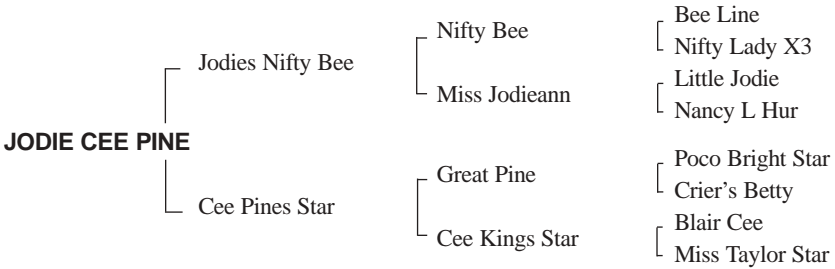 Bee Line
Nifty Bee
Nifty Lady X3
Jodies Nifty Bee
Little Jodie
Miss Jodieann
Nancy L Hur
JODIE CEE PINE
Poco Bright Star
Great Pine
Crier's Betty
Cee Pines Star
Blair Cee
Cee Kings Star
Miss Taylor Star